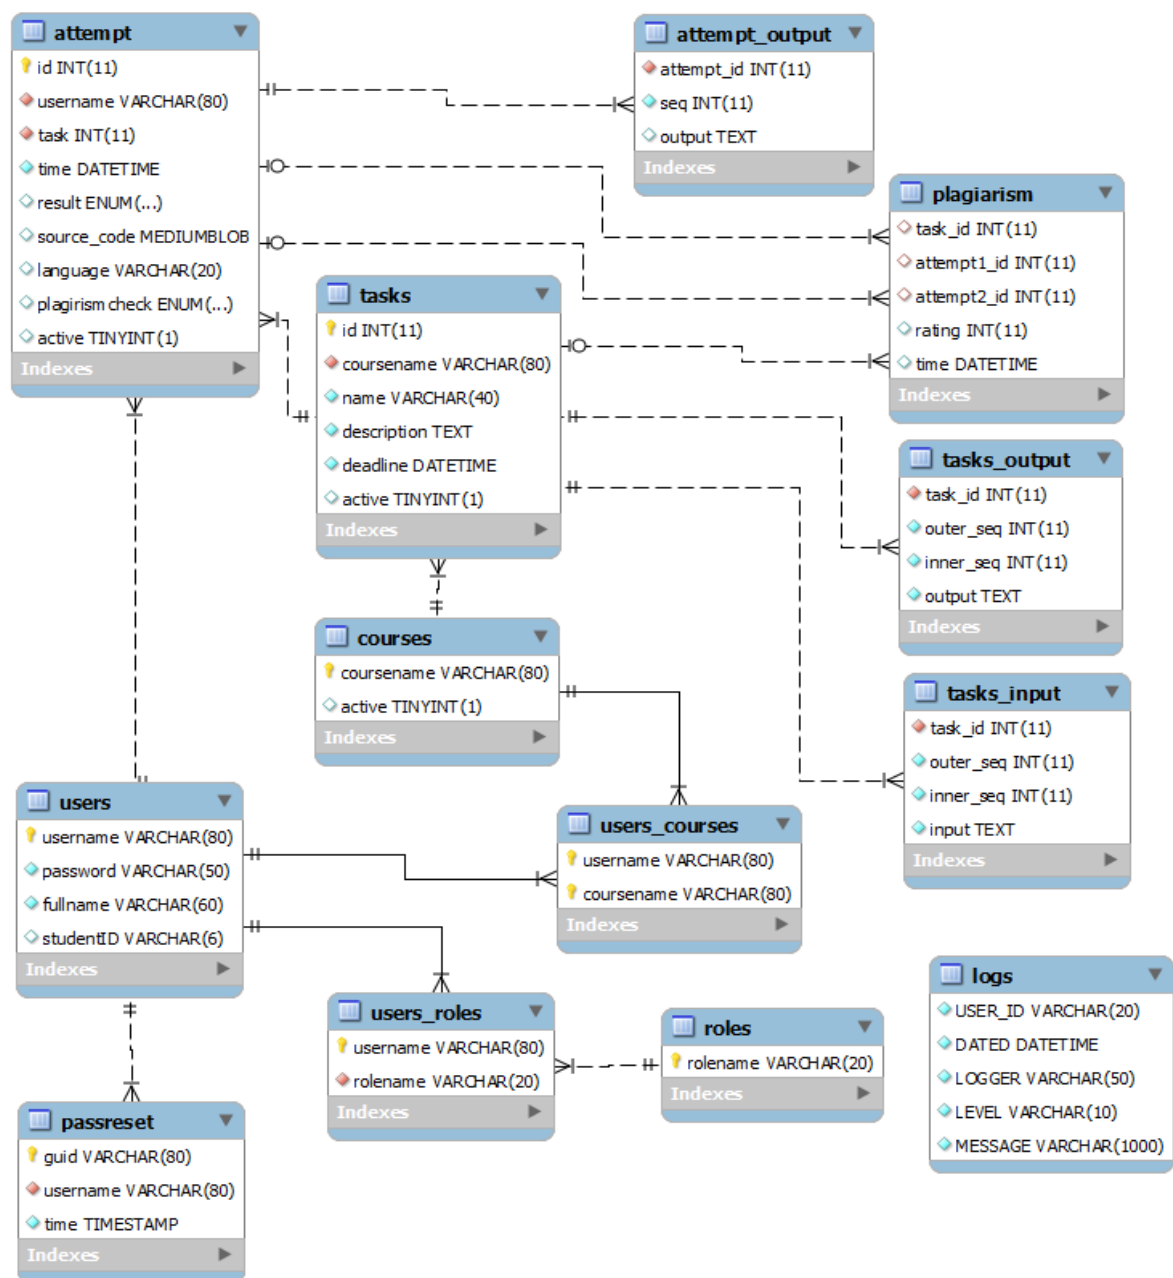 attempt
id INT(11)
username VARCHAR(80)
task INT(11)
time DATETIME
result ENUM(...)
source_code MEDIUMBLOB
language VARCHAR(20)
plagirismcheck ENUM(...)
active TINYINT(1)
Indexes
attempt_output
attempt_id INT(11)
seq INT(11)
output TEXT
Indexes
plagiarism
task_id INT(11)
attempt1_id INT(11)
attempt2_id INT(11)
rating INT(11)
time DATETIME
Indexes
tasks
id INT(11)
coursename VARCHAR(80)
name VARCHAR(40)
description TEXT
deadline DATETIME
active TINYINT(1)
Indexes
tasks_output
task_id INT(11)
outer_seq INT(11)
inner_seq INT(11)
output TEXT
Indexes
courses
coursename VARCHAR(80)
active TINYINT(1)
Indexes
tasks_input
task_id INT(11)
outer_seq INT(11)
inner_seq INT(11)
input TEXT
Indexes
users
username VARCHAR(80)
password VARCHAR(50)
fullname VARCHAR(60)
studentID VARCHAR(6)
Indexes
users_courses
username VARCHAR(80)
coursename VARCHAR(80)
Indexes
users_roles
username VARCHAR(80)
rolename VARCHAR(20)
Indexes
roles
rolename VARCHAR(20)
Indexes
logs
USER_ID VARCHAR(20)
DATED DATETIME
LOGGER VARCHAR(50)
LEVEL VARCHAR(10)
MESSAGE VARCHAR(1000)
passreset
guid VARCHAR(80)
username VARCHAR(80)
time TIMESTAMP
Indexes